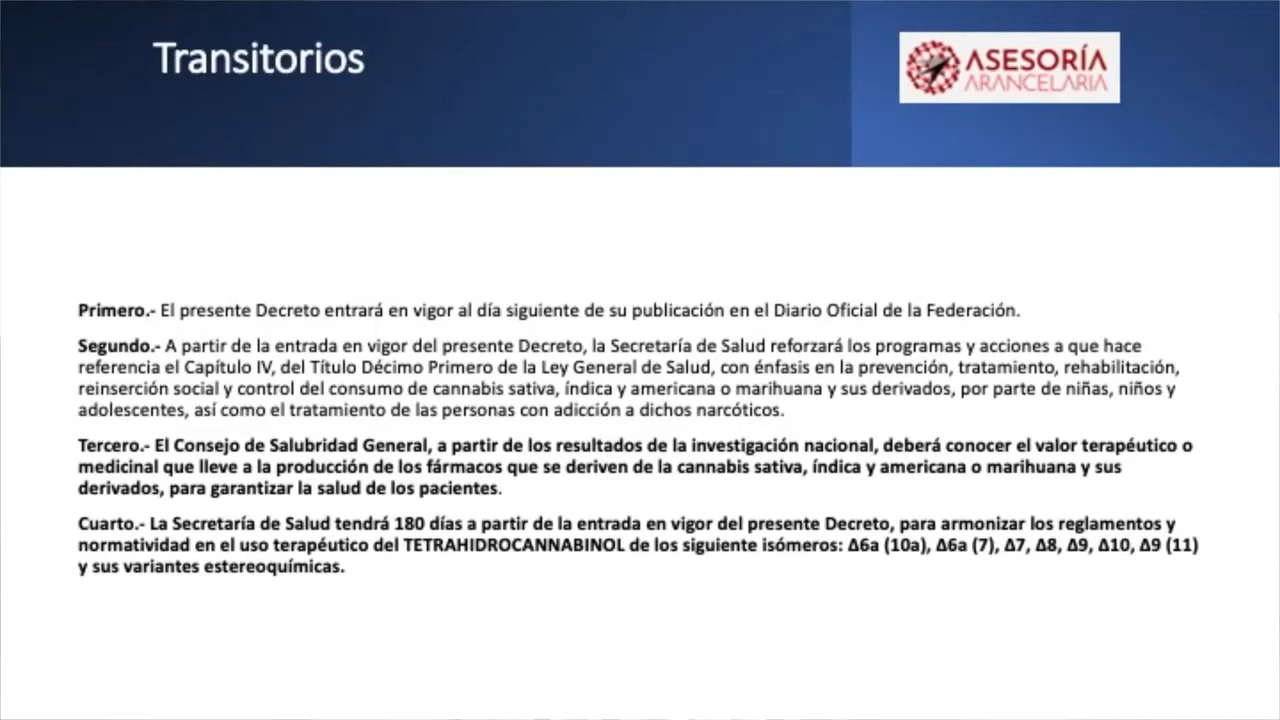 Transitorios
ASESORÍA
ARANCELARIA
Primero.- El presente Decreto entrará en vigor al día siguiente de su publicación en el Diario Oficial de la Federación.
Segundo.- A partir de la entrada en vigor del presente Decreto, la Secretaría de Salud reforzará los programas y acciones a que hace
referencia el Capítulo IV, del Título Décimo Primero de la Ley General de Salud, con énfasis en la prevención, tratamiento, rehabilitación,
reinserción social y control del consumo de cannabis sativa, índica y americana o marihuana y sus derivados, por parte de niñas, niños y
adolescentes, así como el tratamiento de las personas con adicción a dichos narcóticos.
Tercero.- El Consejo de Salubridad General, a partir de los resultados de la investigación nacional, deberá conocer el valor terapéutico o
medicinal que lleve a la producción de los fármacos que se deriven de la cannabis sativa, índica y americana o marihuana y sus
derivados, para garantizar la salud de los pacientes.
Cuarto.- La Secretaría de Salud tendrá 180 días a partir de la entrada en vigor del presente Decreto, para armonizar los reglamentos y
normatividad en el uso terapéutico del TETRAHIDROCANNABINOL de los siguiente isómeros: Δ6a (10a), Δ6a (7), Δ7, Δ8, Δ9, Δ10, Δ9 (11)
y sus variantes estereoquímicas.